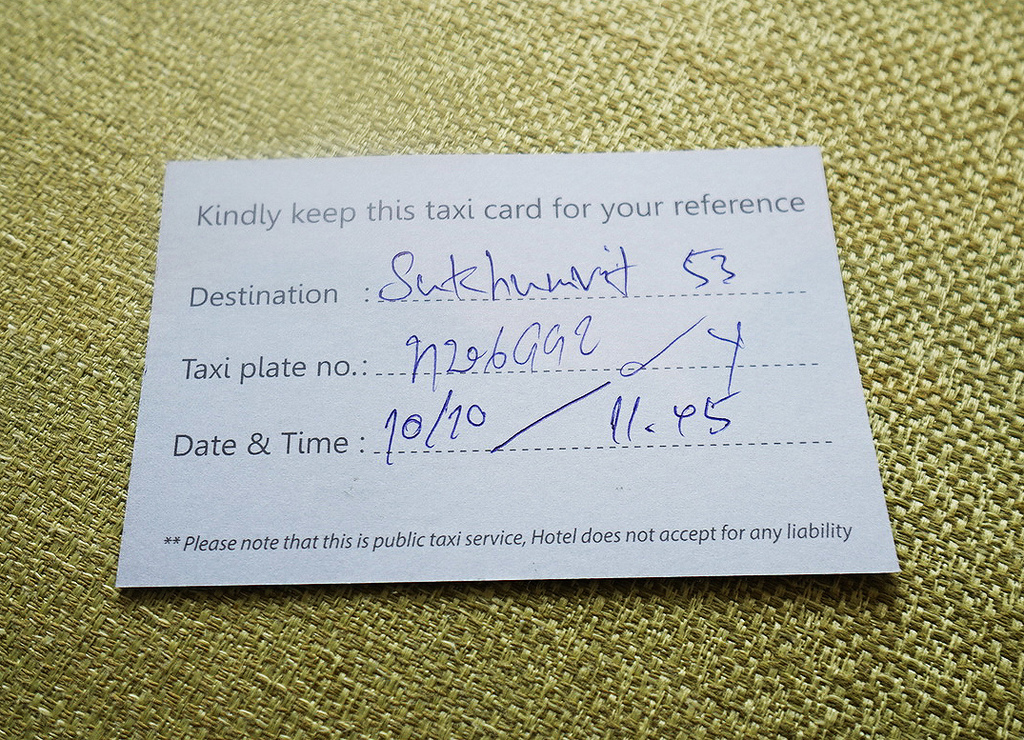 Kindly keep this taxi card for your reference
Destination : Sukhumvit 53
Taxi plate no.: / Y
Date & Time : 10/10 / 11.45
** Please note that this is public taxi service, Hotel does not accept for any liability